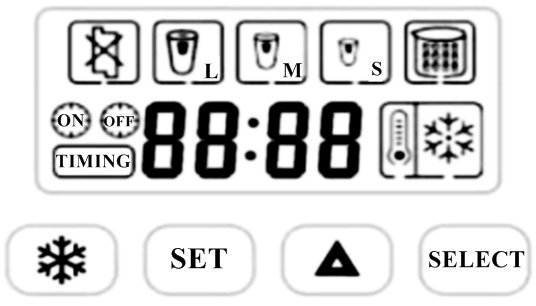 L M S
ON OFF 88:88
TIMING
SET SELECT